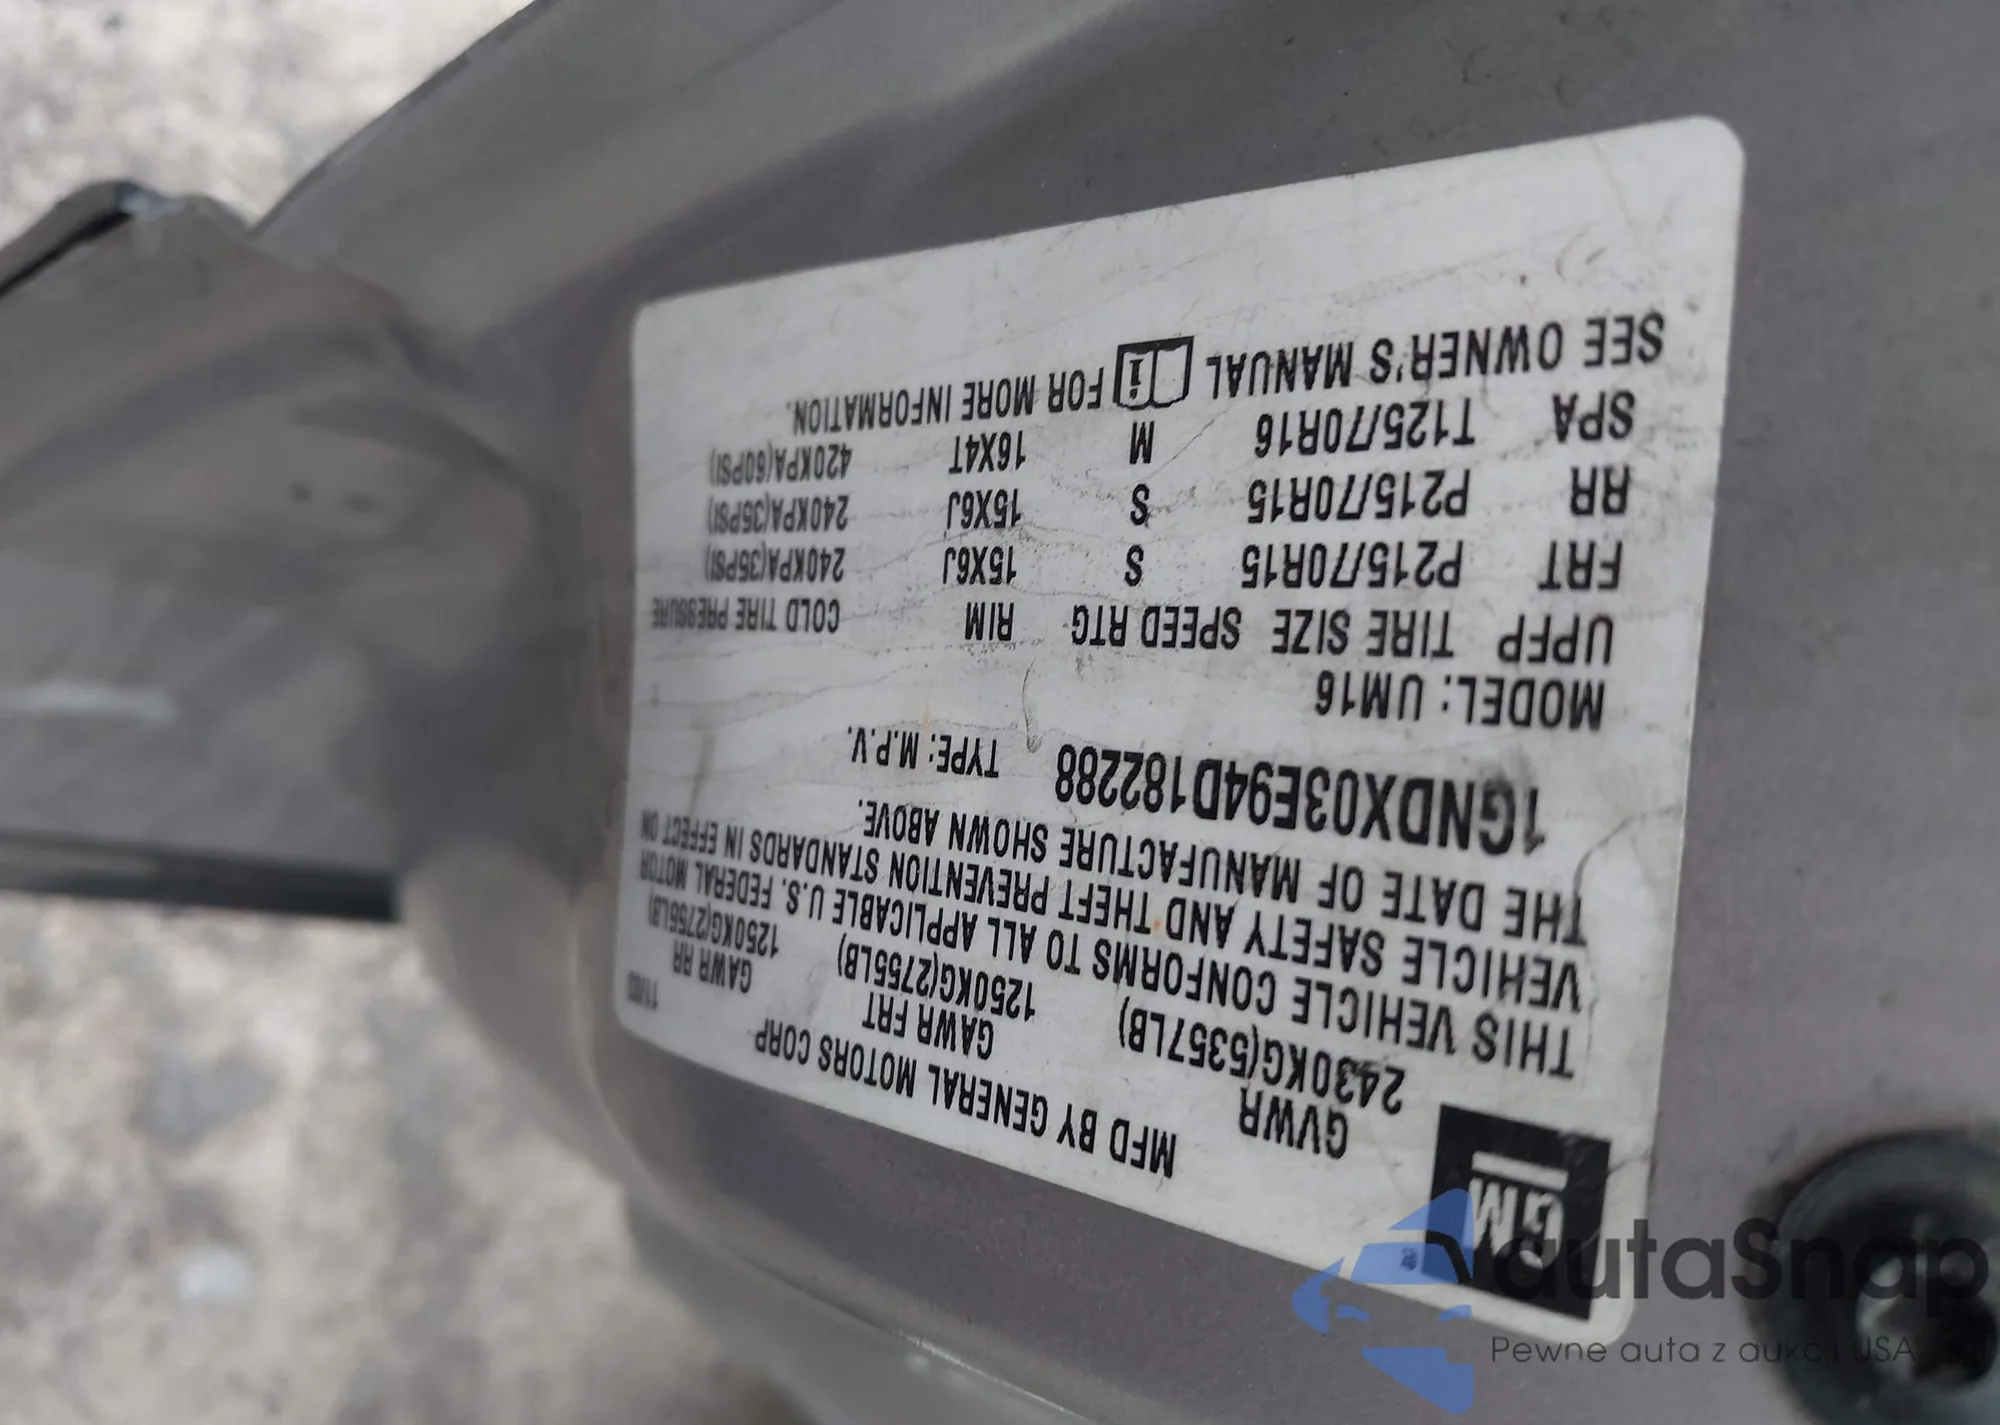 GM
MFD BY GENERAL MOTORS CORP
11/03
GVWR GAWR FRT GAWR RR
2430KG(5357LB) 1250KG(2755LB) 1250KG(2756LB)
THIS VEHICLE CONFORMS TO ALL APPLICABLE U.S. FEDERAL MOTOR
VEHICLE SAFETY AND THEFT PREVENTION STANDARDS IN EFFECT ON
THE DATE OF MANUFACTURE SHOWN ABOVE.
1GNDX03E94D182288 TYPE: M.P.V.
MODEL: UM16
UPFP TIRE SIZE SPEED RTG RIM COLD TIRE PRESSURE
FRT P215/70R15 S 15X6J 240KPA(35PSI)
RR P215/70R15 S 15X6J 240KPA(35PSI)
SPA T125/70R16 M 16X4T 420KPA(60PSI)
SEE OWNER'S MANUAL i FOR MORE INFORMATION.
autaSnap
Pewne auta z aukcji USA